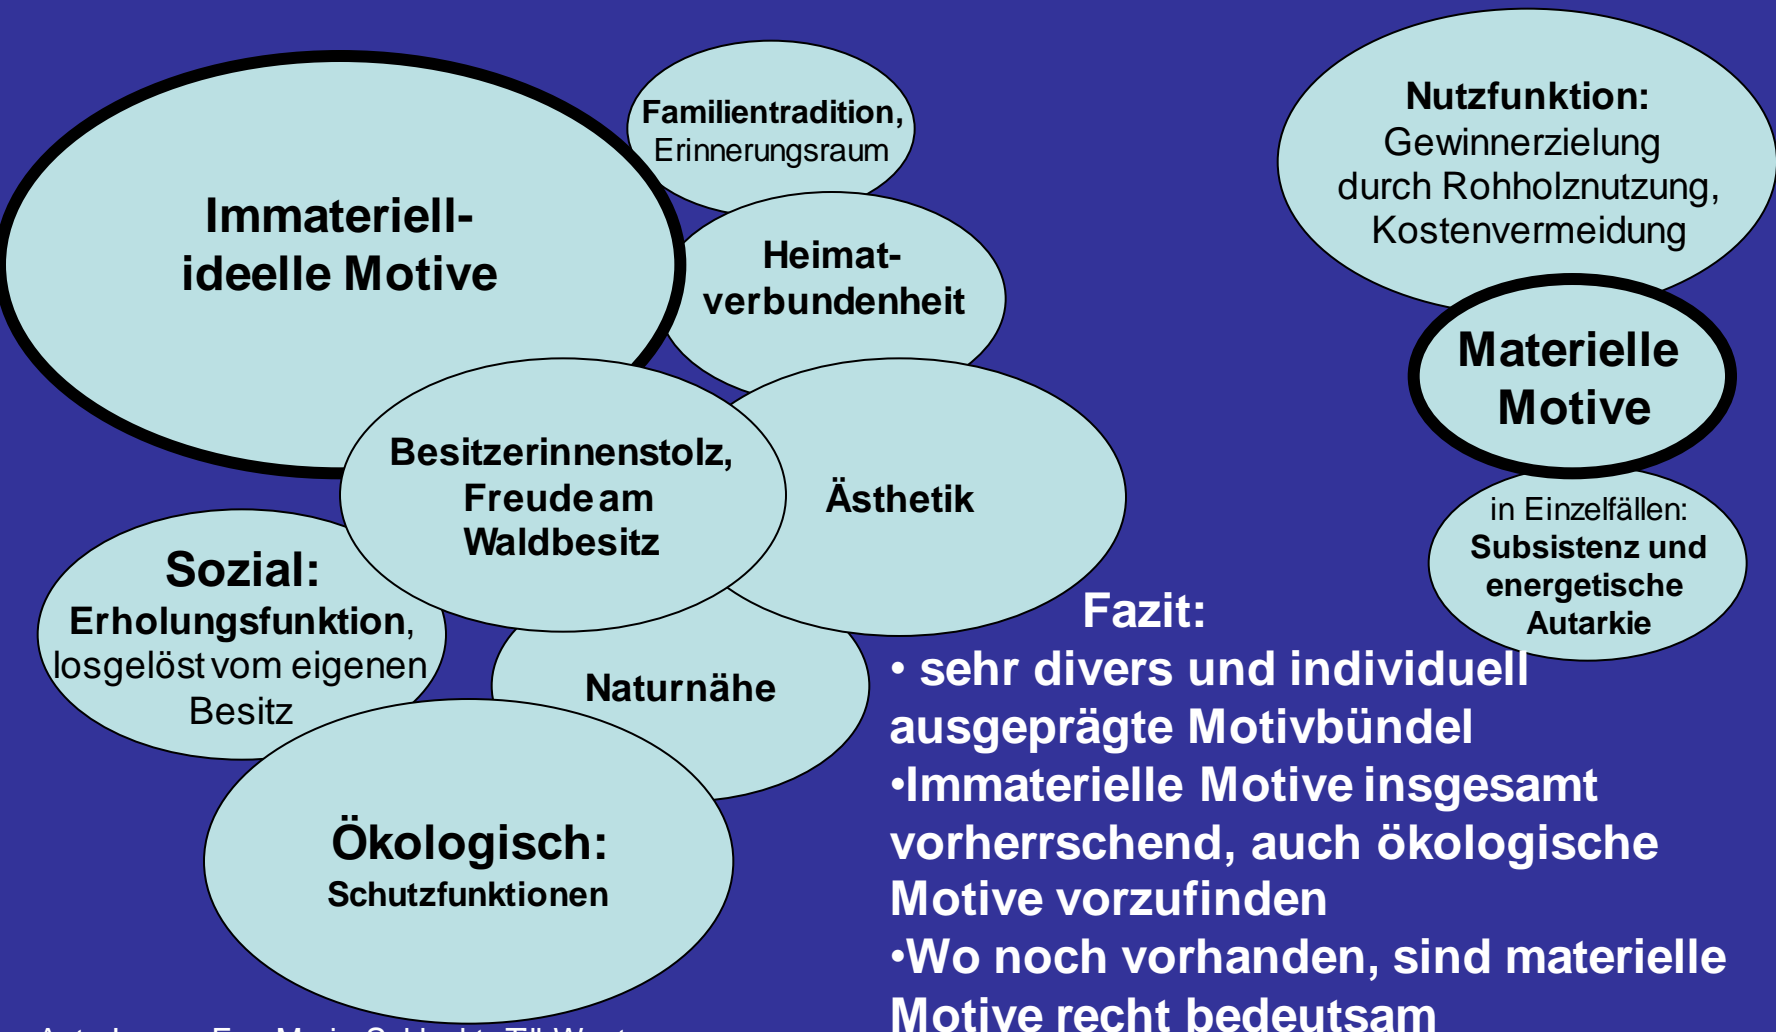 Immateriell-
ideelle Motive
Familientradition,
Erinnerungsraum
Heimat-
verbundenheit
Besitzerinnenstolz,
Freude am
Waldbesitz
Ästhetik
Sozial:
Erholungsfunktion,
losgelöst vom eigenen
Besitz
Naturnähe
Ökologisch:
Schutzfunktionen
Nutzfunktion:
Gewinnerzielung
durch Rohholznutzung,
Kostenvermeidung
Materielle
Motive
in Einzelfällen:
Subsistenz und
energetische
Autarkie
Fazit:
• sehr divers und individuell
ausgeprägte Motivbündel
•Immaterielle Motive insgesamt
vorherrschend, auch ökologische
Motive vorzufinden
•Wo noch vorhanden, sind materielle
Motive recht bedeutsam